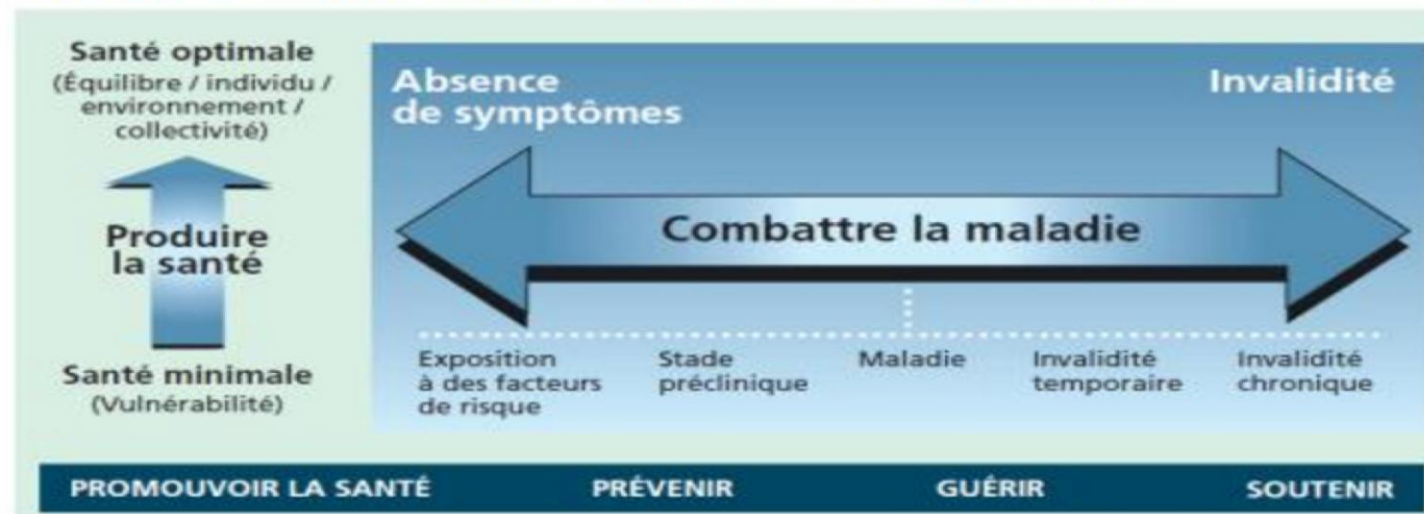 Santé optimale
(Équilibre / individu /
environnement /
collectivité)
Produire
la santé
Santé minimale
(Vulnérabilité)
Absence
de symptômes
Invalidité
Combattre la maladie
Exposition
à des facteurs
de risque
Stade
préclinique
Maladie
Invalidité
temporaire
Invalidité
chronique
PROMOUVOIR LA SANTÉ
PRÉVENIR
GUÉRIR
SOUTENIR